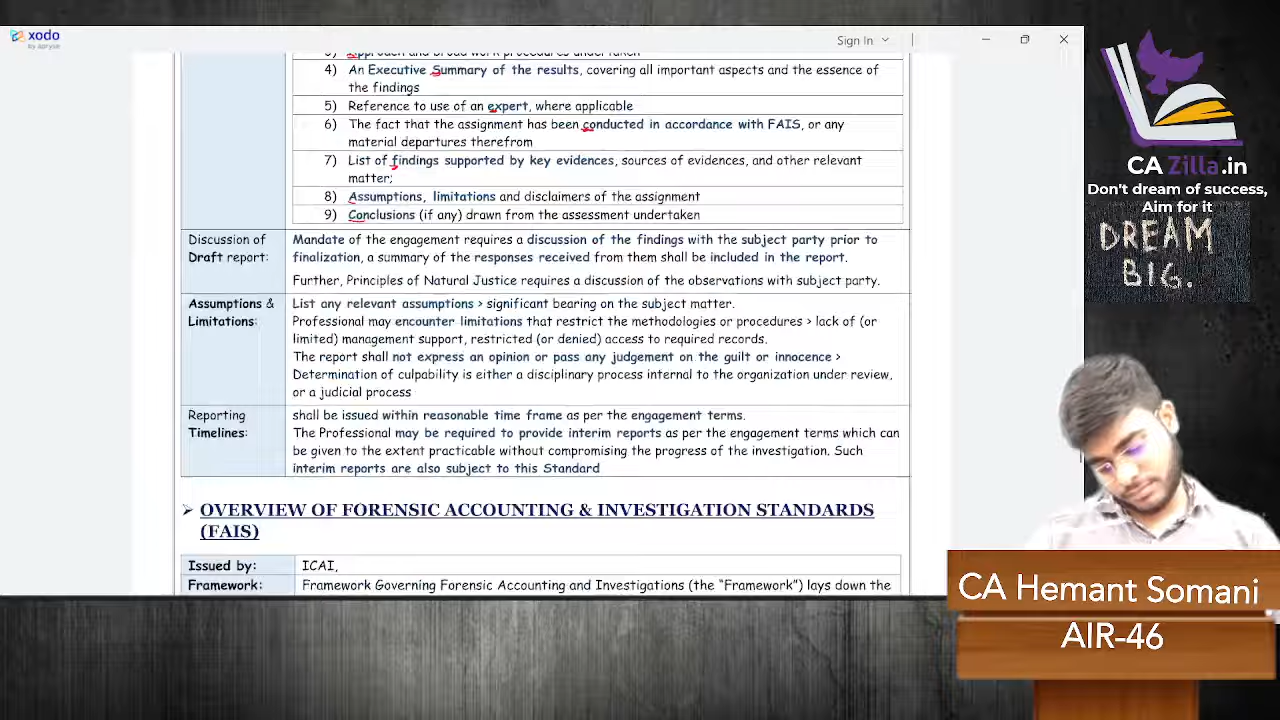 xodo
by apryse
Sign In
3) Approach and broad work procedures undertaken
4) An Executive Summary of the results, covering all important aspects and the essence of
the findings
5) Reference to use of an expert, where applicable
6) The fact that the assignment has been conducted in accordance with FAIS, or any
material departures therefrom
7) List of findings supported by key evidences, sources of evidences, and other relevant
matter;
8) Assumptions, limitations and disclaimers of the assignment
9) Conclusions (if any) drawn from the assessment undertaken
Discussion of
Draft report:
Mandate of the engagement requires a discussion of the findings with the subject party prior to
finalization, a summary of the responses received from them shall be included in the report.
Further, Principles of Natural Justice requires a discussion of the observations with subject party.
Assumptions &
Limitations:
List any relevant assumptions > significant bearing on the subject matter.
Professional may encounter limitations that restrict the methodologies or procedures > lack of (or
limited) management support, restricted (or denied) access to required records.
The report shall not express an opinion or pass any judgement on the guilt or innocence >
Determination of culpability is either a disciplinary process internal to the organization under review,
or a judicial process
Reporting
Timelines:
shall be issued within reasonable time frame as per the engagement terms.
The Professional may be required to provide interim reports as per the engagement terms which can
be given to the extent practicable without compromising the progress of the investigation. Such
interim reports are also subject to this Standard
➢ OVERVIEW OF FORENSIC ACCOUNTING & INVESTIGATION STANDARDS
(FAIS)
Issued by: ICAI,
Framework: Framework Governing Forensic Accounting and Investigations (the “Framework”) lays down the
CA Zilla.in
Don't dream of success,
Aim for it
DREAM
BIG.
CA Hemant Somani
AIR-46